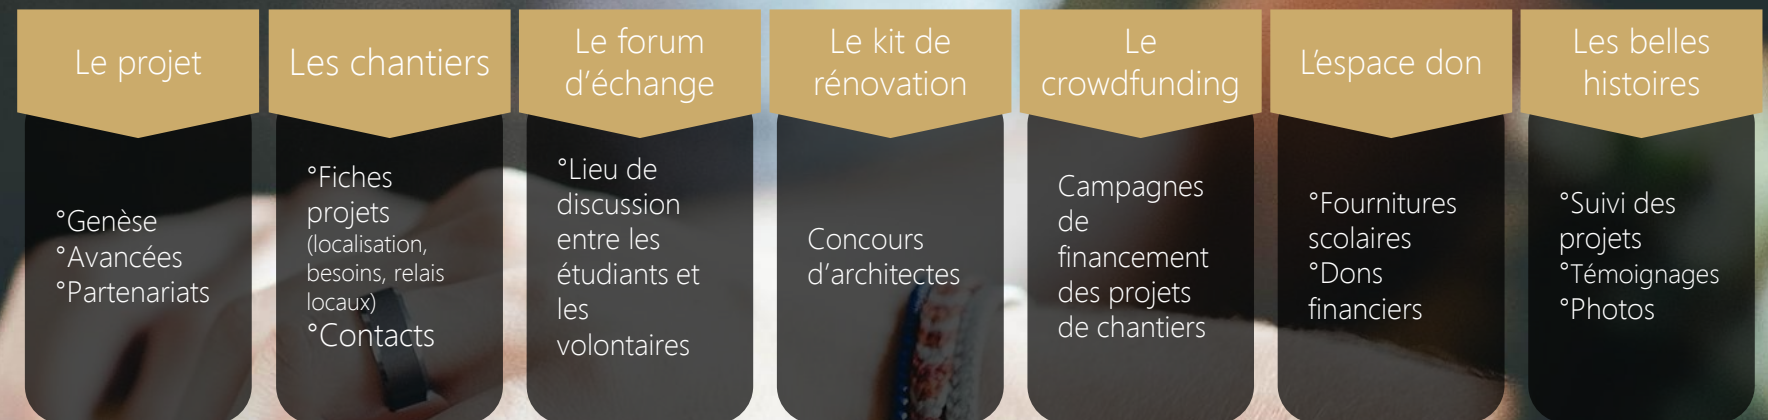 Le projet
°Genèse
°Avancées
°Partenariats
Les chantiers
°Fiches
projets
(localisation,
besoins, relais
locaux)
°Contacts
Le forum
d’échange
°Lieu de
discussion
entre les
étudiants et
les
volontaires
Le kit de
rénovation
Concours
d’architectes
Le
crowdfunding
Campagnes
de
financement
des projets
de chantiers
L’espace don
°Fournitures
scolaires
°Dons
financiers
Les belles
histoires
°Suivi des
projets
°Témoignages
°Photos